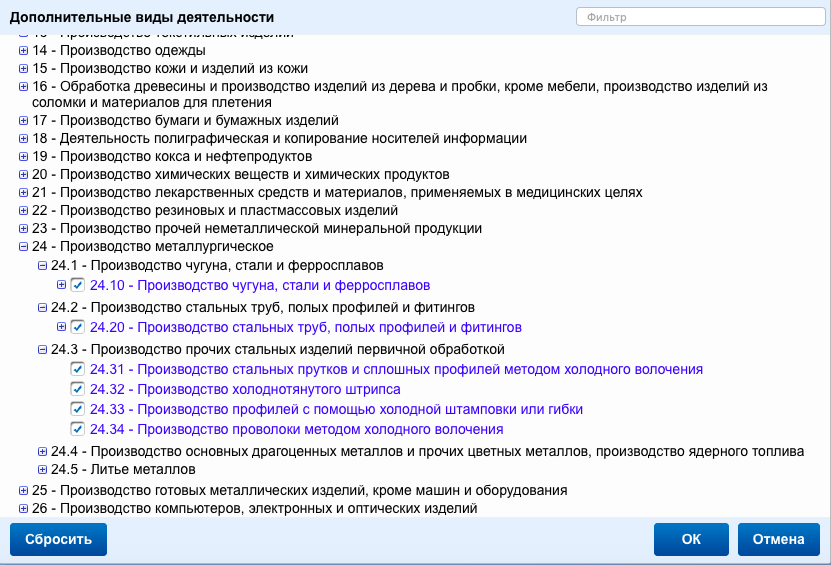 Дополнительные виды деятельности
Фильтр
13 - Производство текстильных изделий
14 - Производство одежды
15 - Производство кожи и изделий из кожи
16 - Обработка древесины и производство изделий из дерева и пробки, кроме мебели, производство изделий из
соломки и материалов для плетения
17 - Производство бумаги и бумажных изделий
18 - Деятельность полиграфическая и копирование носителей информации
19 - Производство кокса и нефтепродуктов
20 - Производство химических веществ и химических продуктов
21 - Производство лекарственных средств и материалов, применяемых в медицинских целях
22 - Производство резиновых и пластмассовых изделий
23 - Производство прочей неметаллической минеральной продукции
24 - Производство металлургическое
24.1 - Производство чугуна, стали и ферросплавов
24.10 - Производство чугуна, стали и ферросплавов
24.2 - Производство стальных труб, полых профилей и фитингов
24.20 - Производство стальных труб, полых профилей и фитингов
24.3 - Производство прочих стальных изделий первичной обработкой
24.31 - Производство стальных прутков и сплошных профилей методом холодного волочения
24.32 - Производство холоднотянутого штрипса
24.33 - Производство профилей с помощью холодной штамповки или гибки
24.34 - Производство проволоки методом холодного волочения
24.4 - Производство основных драгоценных металлов и прочих цветных металлов, производство ядерного топлива
24.5 - Литье металлов
25 - Производство готовых металлических изделий, кроме машин и оборудования
26 - Производство компьютеров, электронных и оптических изделий
Сбросить
ОК
Отмена